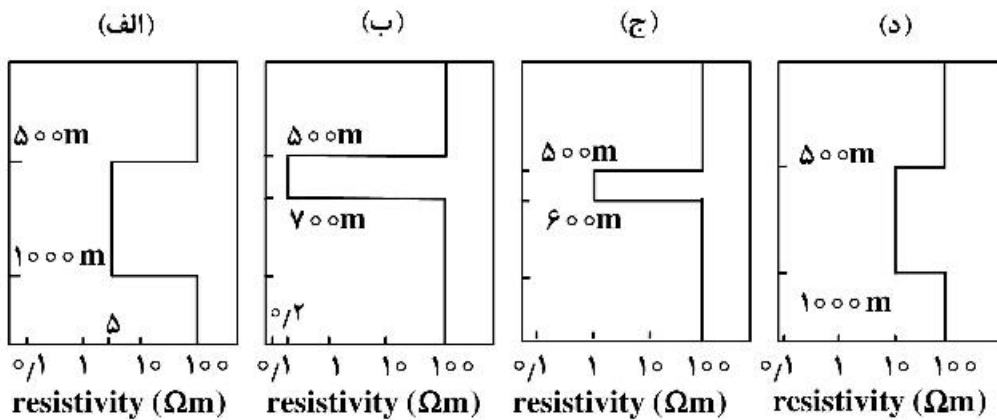 (الف)
۵۰۰m
۱۰۰۰m
۵
۰/۱ ۱ ۱۰ ۱۰۰
resistivity (Ωm)
(ب)
۵۰۰m
۷۰۰m
۰/۲
۰/۱ ۱ ۱۰ ۱۰۰
resistivity (Ωm)
(ج)
۵۰۰m
۶۰۰m
۰/۱ ۱ ۱۰ ۱۰۰
resistivity (Ωm)
(د)
۵۰۰m
۱۰۰۰m
۰/۱ ۱ ۱۰ ۱۰۰
resistivity (Ωm)